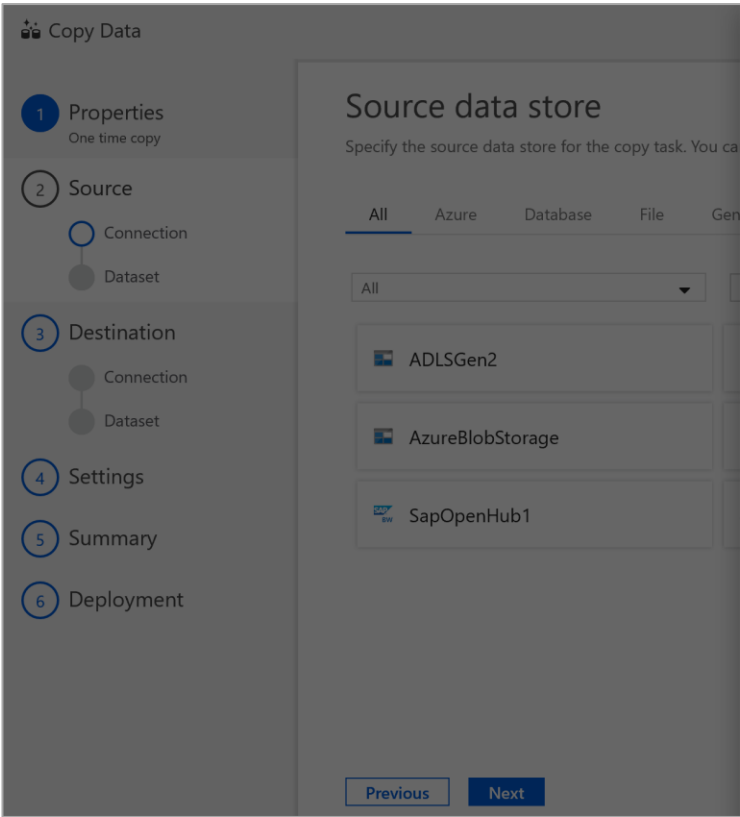 Copy Data
1 Properties
One time copy
2 Source
Connection
Dataset
3 Destination
Connection
Dataset
4 Settings
5 Summary
6 Deployment
Source data store
Specify the source data store for the copy task. You ca
All Azure Database File Gen
All
ADLSGen2
AzureBlobStorage
SAP BW SapOpenHub1
Previous Next